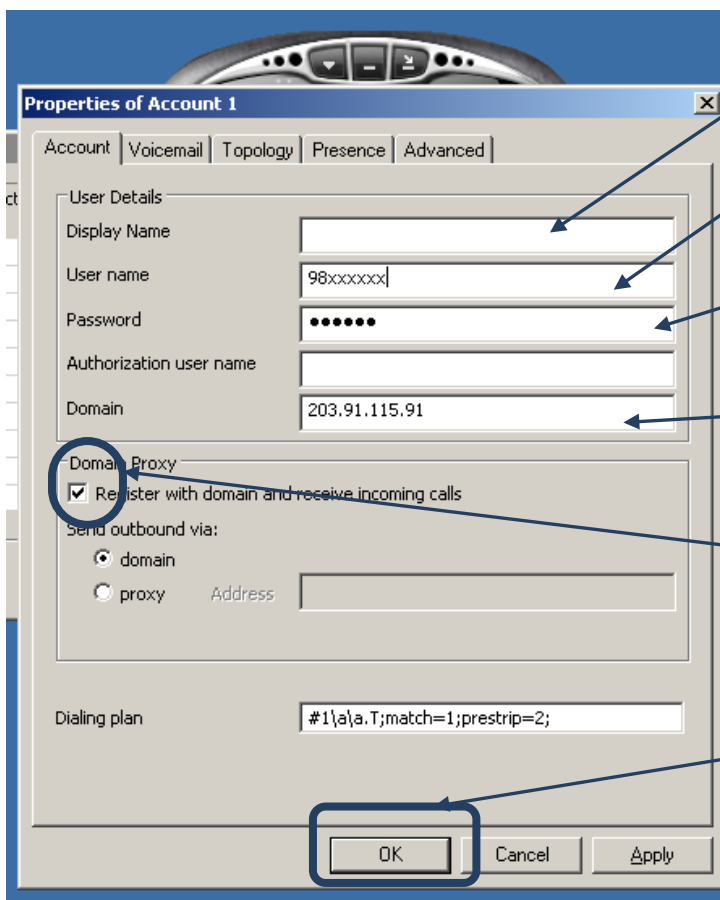 Properties of Account 1
ct
Account Voicemail Topology Presence Advanced
User Details
Display Name
User name 98xxxxxx
Password ●●●●●●
Authorization user name
Domain 203.91.115.91
Domain Proxy
Register with domain and receive incoming calls
Send outbound via:
domain
proxy Address
Dialing plan #1\a\a.T;match=1;prestrip=2;
OK Cancel Apply